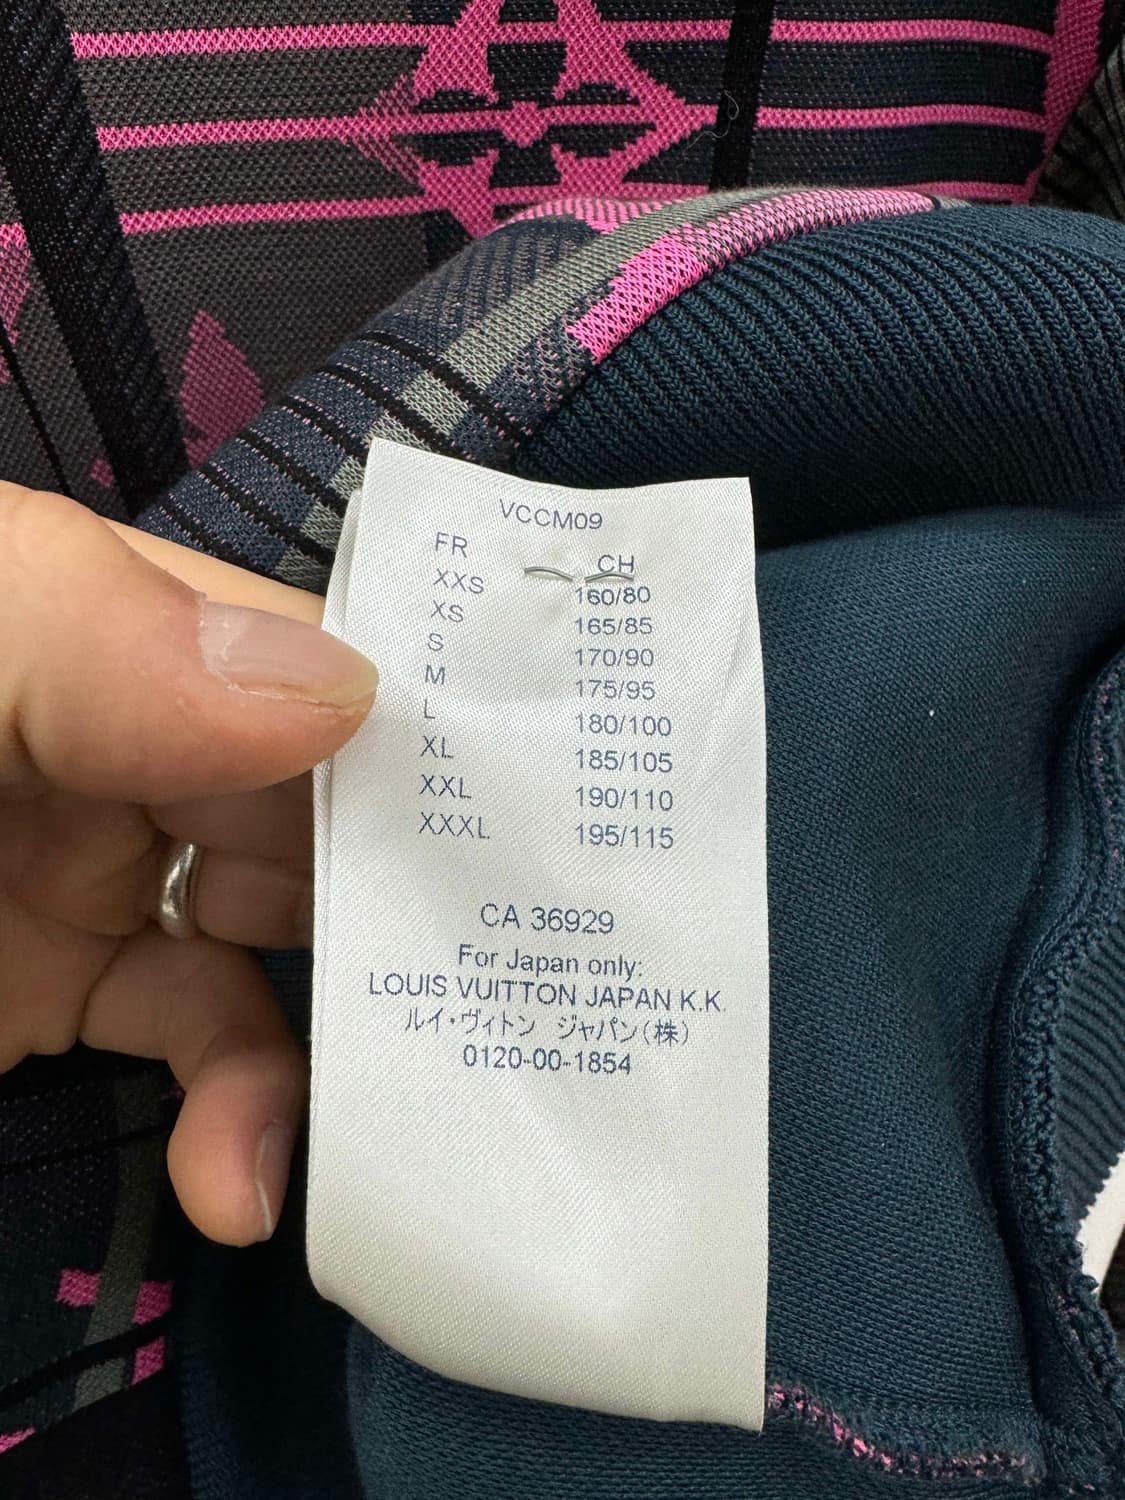 VCCM09
FR CH
XXS 160/80
XS 165/85
S 170/90
M 175/95
L 180/100
XL 185/105
XXL 190/110
XXXL 195/115
CA 36929
For Japan only:
LOUIS VUITTON JAPAN K.K.
ルイ・ヴィトン ジャパン(株)
0120-00-1854